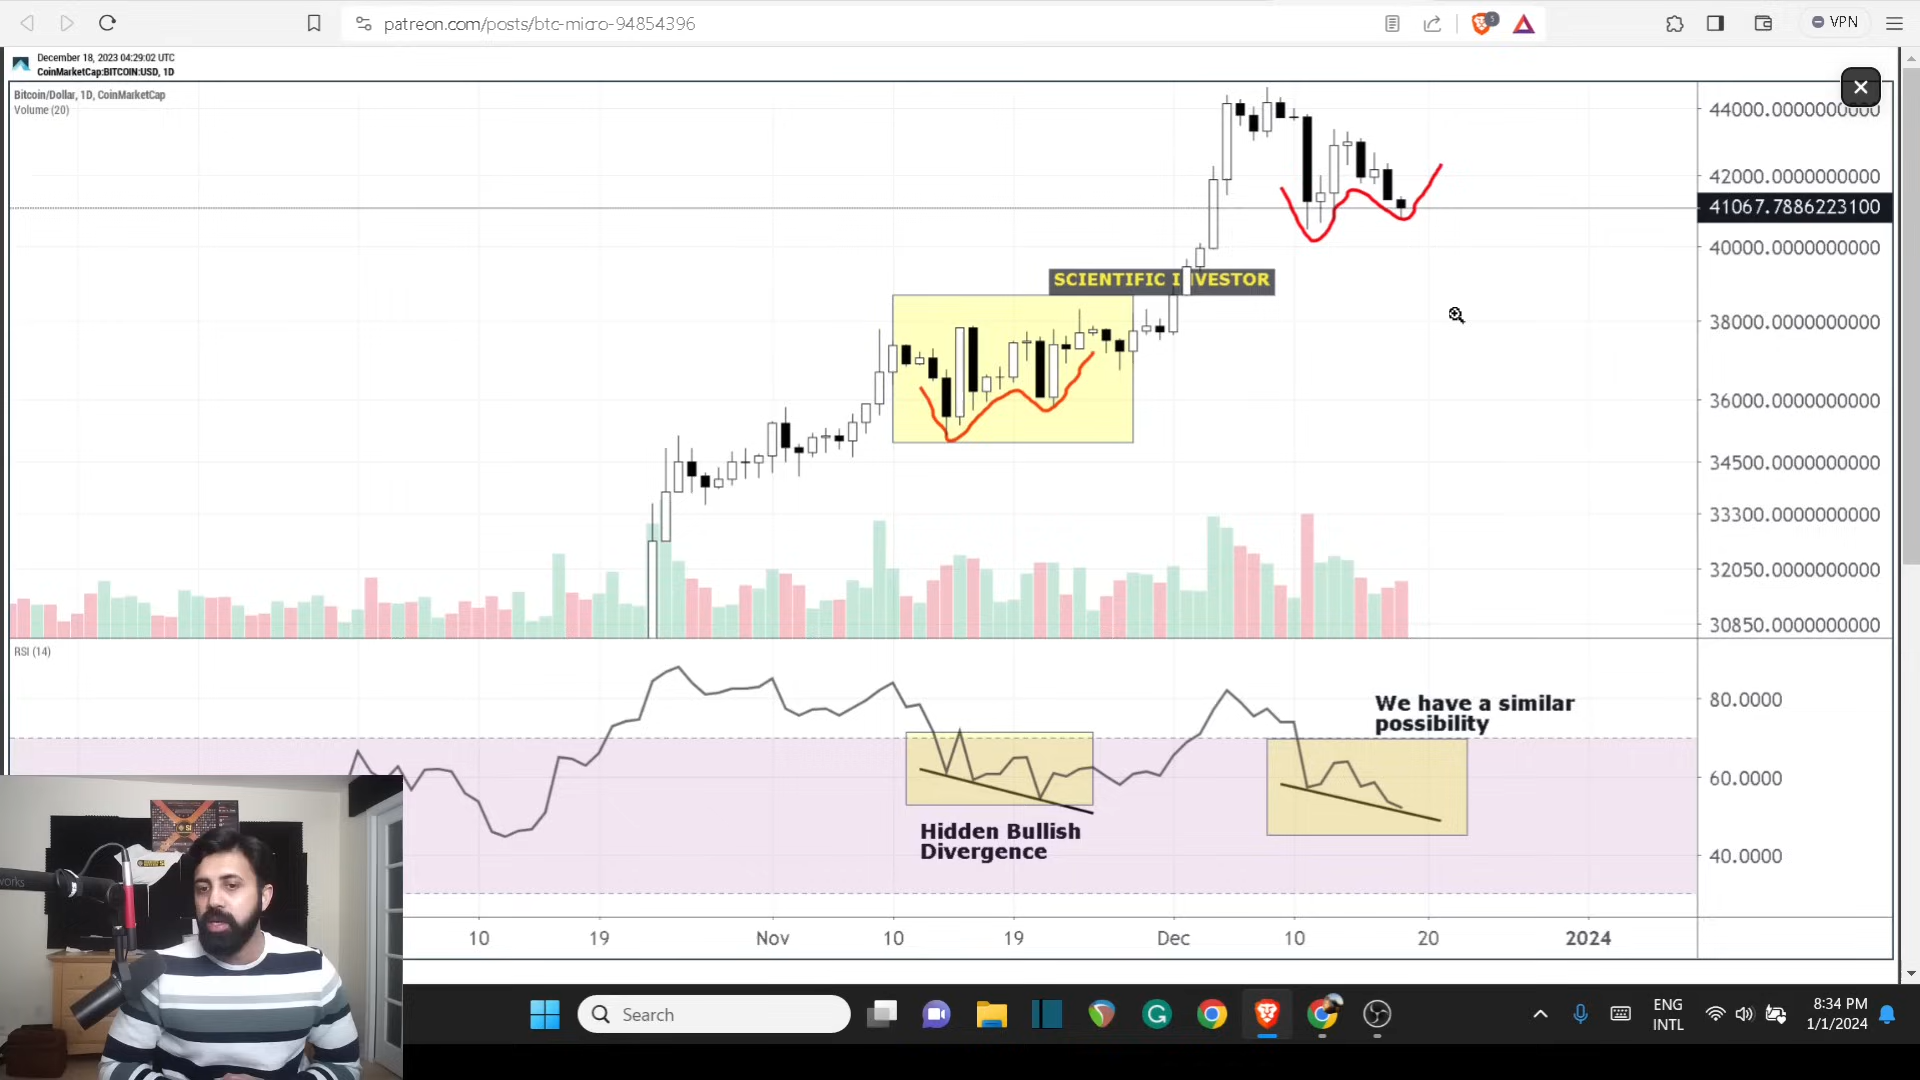 patreon.com/posts/btc-micro-94854396
5
VPN
December 18, 2023 04:29:02 UTC
CoinMarketCap:BITCOIN:USD, 1D
Bitcoin/Dollar, 1D, CoinMarketCap
Volume (20)
44000.0000000000
42000.0000000000
41067.7886223100
40000.0000000000
SCIENTIFIC INVESTOR
38000.0000000000
36000.0000000000
34500.0000000000
33300.0000000000
32050.0000000000
30850.0000000000
RSI (14)
80.0000
We have a similar
possibility
60.0000
Hidden Bullish
Divergence
40.0000
10
19
Nov
10
19
Dec
10
20
2024
Search
ENG
INTL
8:34 PM
1/1/2024